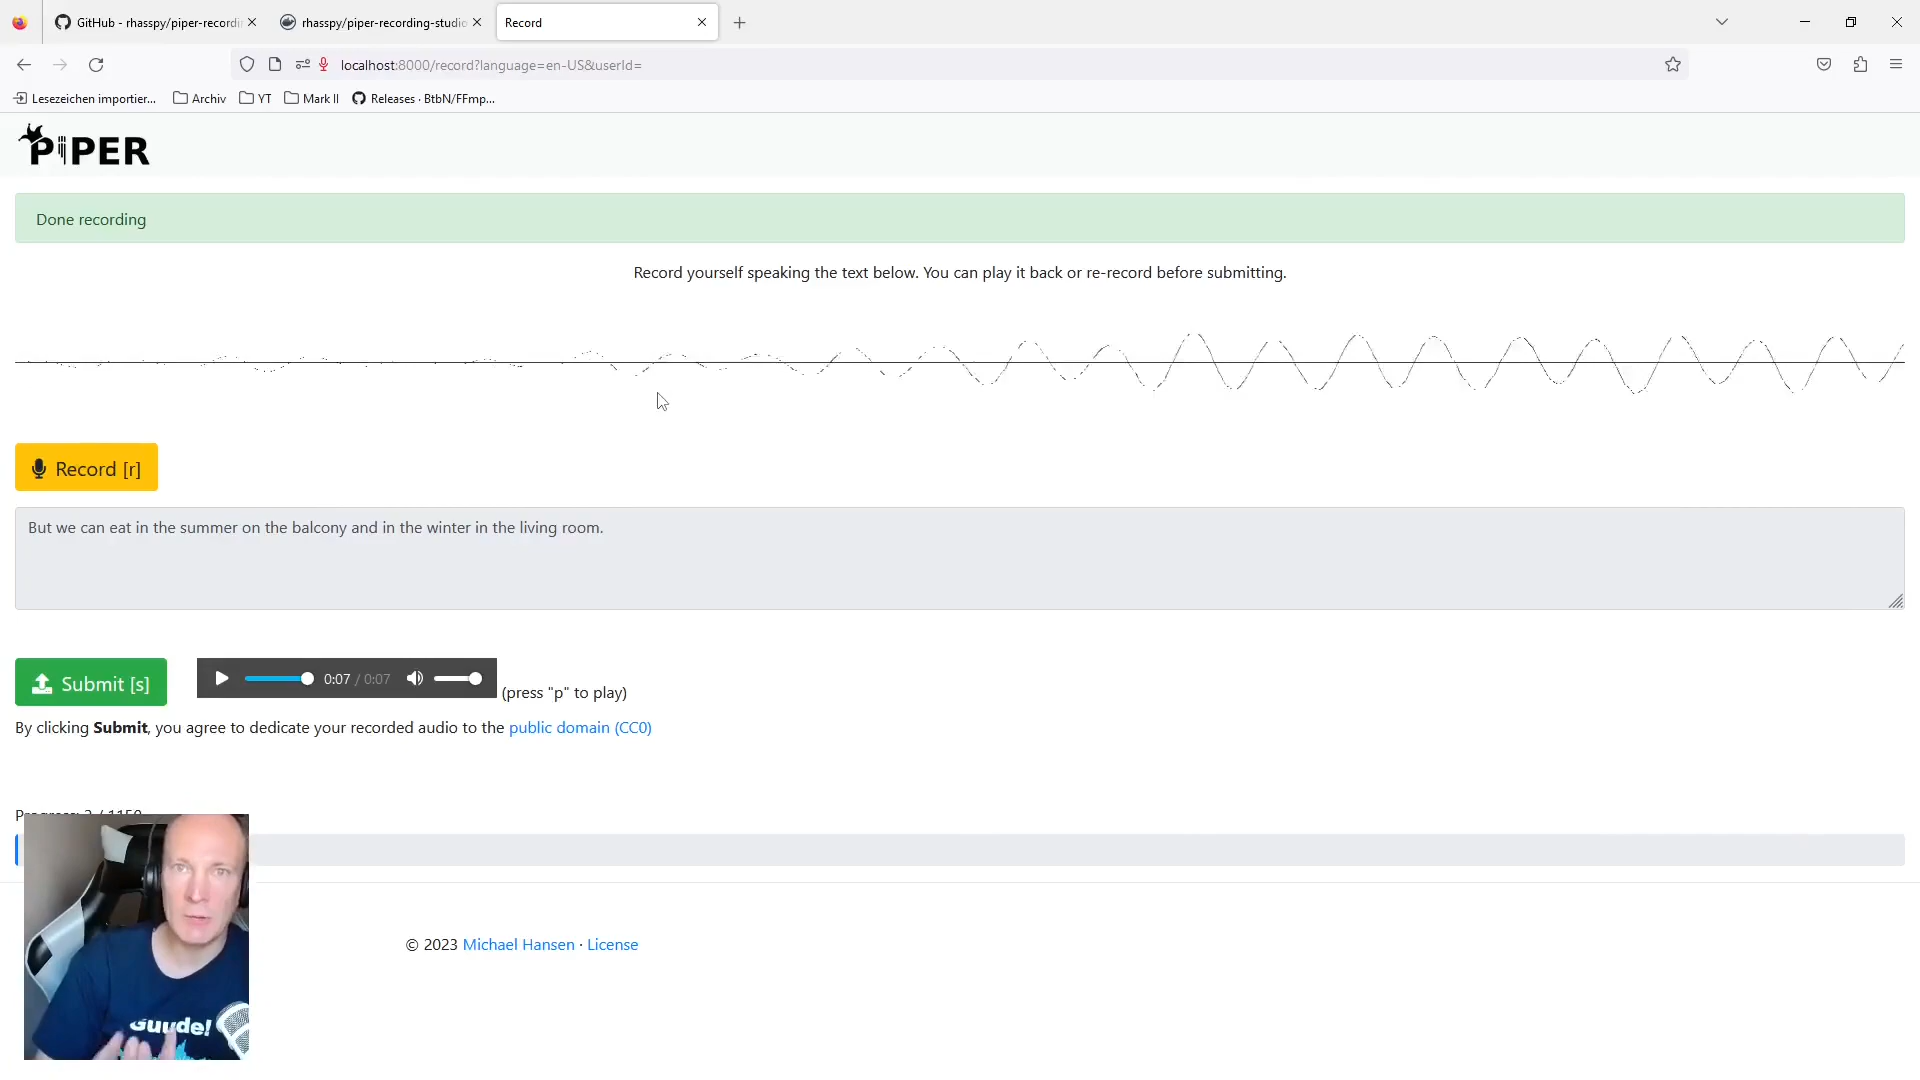 GitHub - rhasspy/piper-recordi
rhasspy/piper-recording-studio
Record
localhost:8000/record?language=en-US&userId=
Lesezeichen importier...
Archiv
YT
Mark II
Releases · BtbN/FFmp...
PIPER
Done recording
Record yourself speaking the text below. You can play it back or re-record before submitting.
Record [r]
But we can eat in the summer on the balcony and in the winter in the living room.
Submit [s]
0:07 / 0:07
(press "p" to play)
By clicking Submit, you agree to dedicate your recorded audio to the public domain (CC0)
Progress: 2 / 1150
© 2023 Michael Hansen · License
Guude!